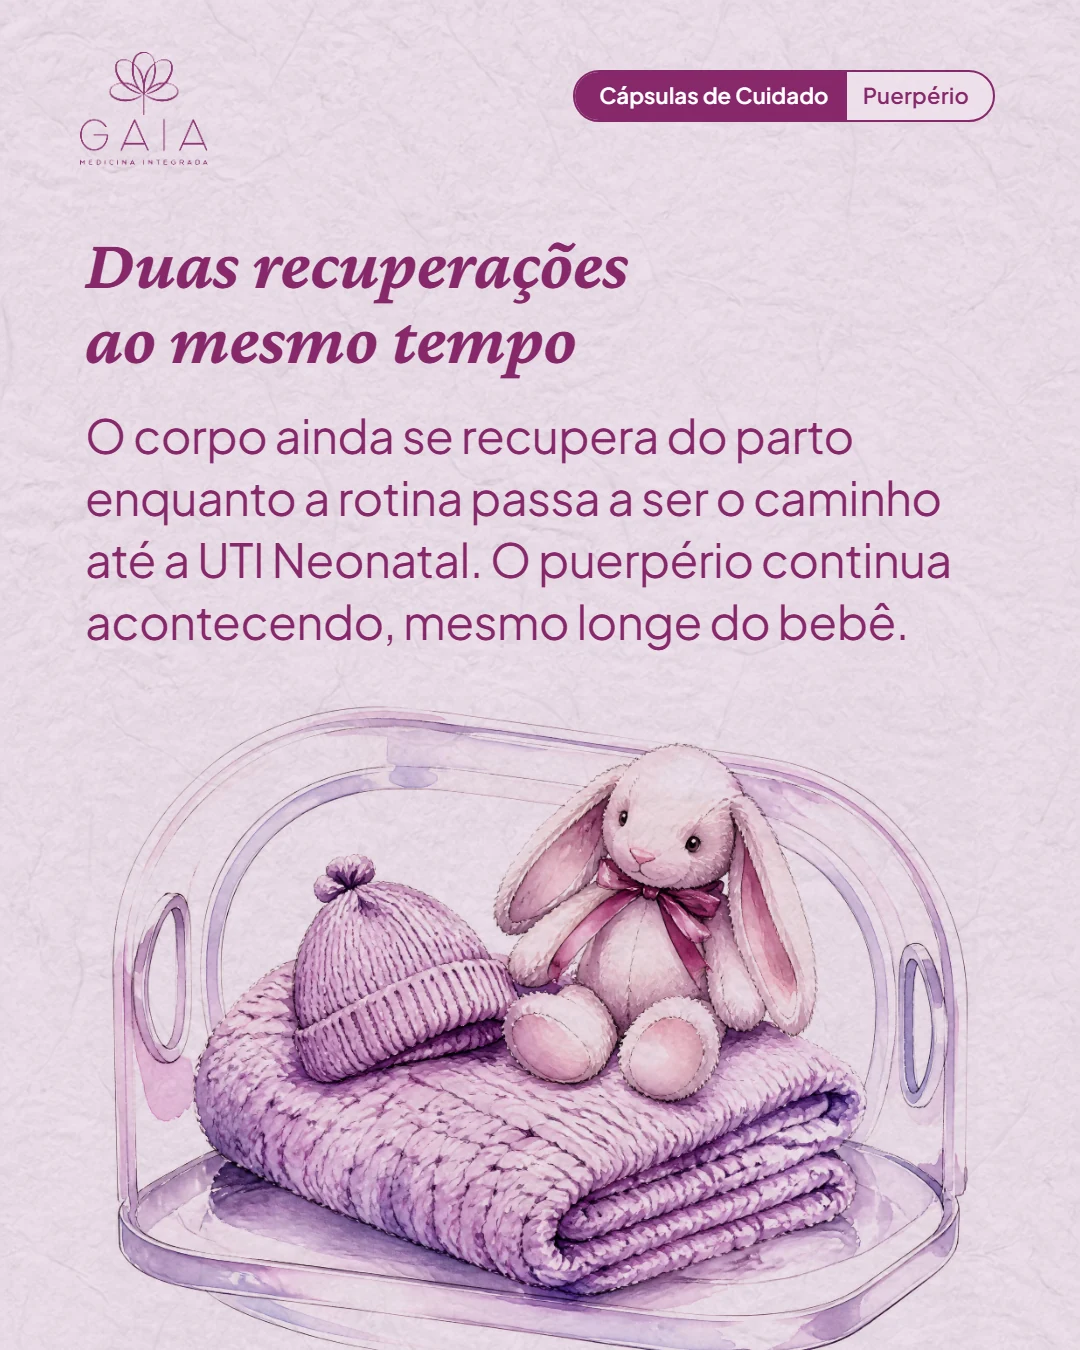 GAIA
MEDICINA INTEGRADA
Cápsulas de Cuidado
Puerpério
Duas recuperações
ao mesmo tempo
O corpo ainda se recupera do parto
enquanto a rotina passa a ser o caminho
até a UTI Neonatal. O puerpério continua
acontecendo, mesmo longe do bebê.